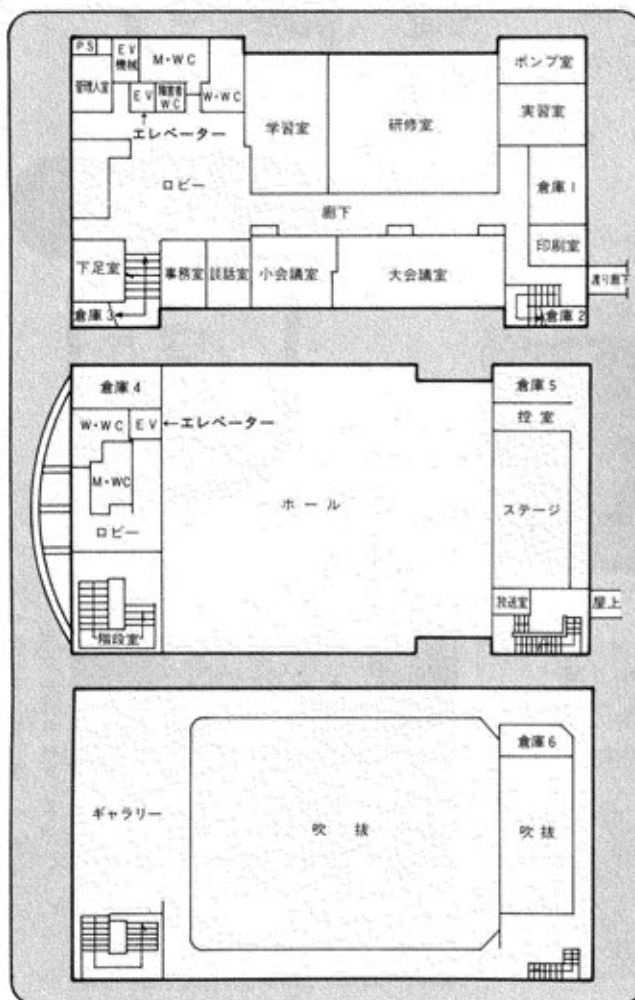 PS
EV
機械
M・WC
管理人室
EV
障害者
WC
W・WC
エレベーター
ロビー
学習室
研修室
ポンプ室
実習室
倉庫1
印刷室
廊下
渡り廊下
下足室
倉庫3
事務室
談話室
小会議室
大会議室
倉庫2
倉庫4
W・WC
EV
←エレベーター
M・WC
ロビー
階段室
ホール
倉庫5
控室
ステージ
放送室
屋上
ギャラリー
吹抜
倉庫6
吹抜